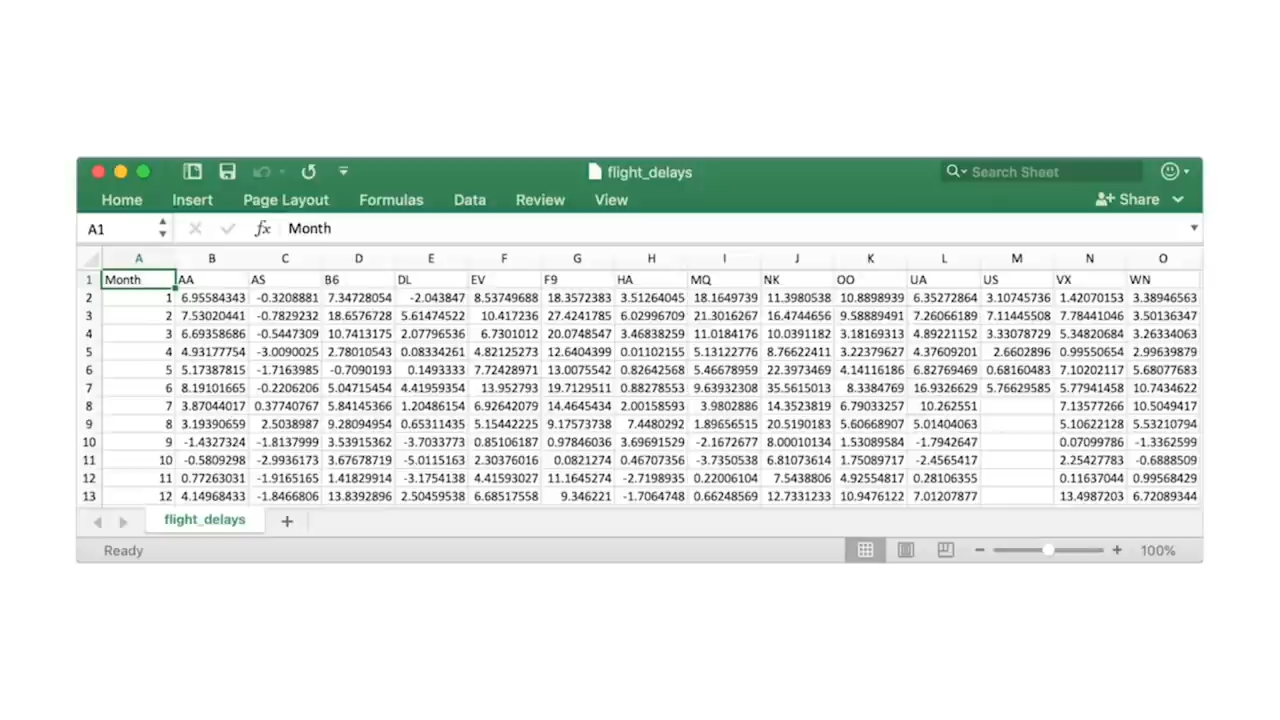 flight_delays
Search Sheet
Home Insert Page Layout Formulas Data Review View Share
A1 fx Month
A B C D E F G H I J K L M N O
1 Month AA AS B6 DL EV F9 HA MQ NK OO UA US VX WN
2 1 6.95584343 -0.3208881 7.34728054 -2.043847 8.53749688 18.3572383 3.51264045 18.1649739 11.3980538 10.8898939 6.35272864 3.10745736 1.42070153 3.38946563
3 2 7.53020441 -0.7829232 18.6576728 5.61474522 10.417236 27.4241785 6.02996709 21.3016267 16.4744656 9.58889491 7.26066189 7.11445508 7.78441046 3.50136347
4 3 6.69358686 -0.5447309 10.7413175 2.07796536 6.7301012 20.0748547 3.46838259 11.0184176 10.0391182 3.18169313 4.89221152 3.33078729 5.34820684 3.26334063
5 4 4.93177754 -3.0090025 2.78010543 0.08334261 4.82125273 12.6404399 0.01102155 5.13122776 8.76622411 3.22379627 4.37609201 2.6602896 0.99550654 2.99639879
6 5 5.17387815 -1.7163985 -0.7090193 0.1493333 7.72428971 13.0075542 0.82642568 5.46678959 22.3973469 4.14116186 6.82769469 0.68160483 7.10202117 5.68077683
7 6 8.19101665 -0.2206206 5.04715454 4.41959354 13.952793 19.7129511 0.88278553 9.63932308 35.5615013 8.3384769 16.9326629 5.76629585 5.77941458 10.7434622
8 7 3.87044017 0.37740767 5.84145366 1.20486154 6.92642079 14.4645434 2.00158593 3.9802886 14.3523819 6.79033257 10.262551 7.13577266 10.5049417
9 8 3.19390659 2.5038987 9.28094954 0.65311435 5.15442225 9.17573738 7.4480292 1.89656515 20.5190183 5.60668907 5.01404063 5.10622128 5.53210794
10 9 -1.4327324 -1.8137999 3.53915362 -3.7033773 0.85106187 0.97846036 3.69691529 -2.1672677 8.00010134 1.53089584 -1.7942647 0.07099786 -1.3362599
11 10 -0.5809298 -2.9936173 3.67678719 -5.0115163 2.30376016 0.0821274 0.46707356 -3.7350538 6.81073614 1.75089717 -2.4565417 2.25427783 -0.6888509
12 11 0.77263031 -1.9165165 1.41829914 -3.1754138 4.41593027 11.1645274 -2.7198935 0.22006104 7.5438806 4.92554817 0.28106355 0.11637044 0.99568429
13 12 4.14968433 -1.8466806 13.8392896 2.50459538 6.68517558 9.346221 -1.7064748 0.66248569 12.7331233 10.9476122 7.01207877 13.4987203 6.72089344
flight_delays +
Ready 100%